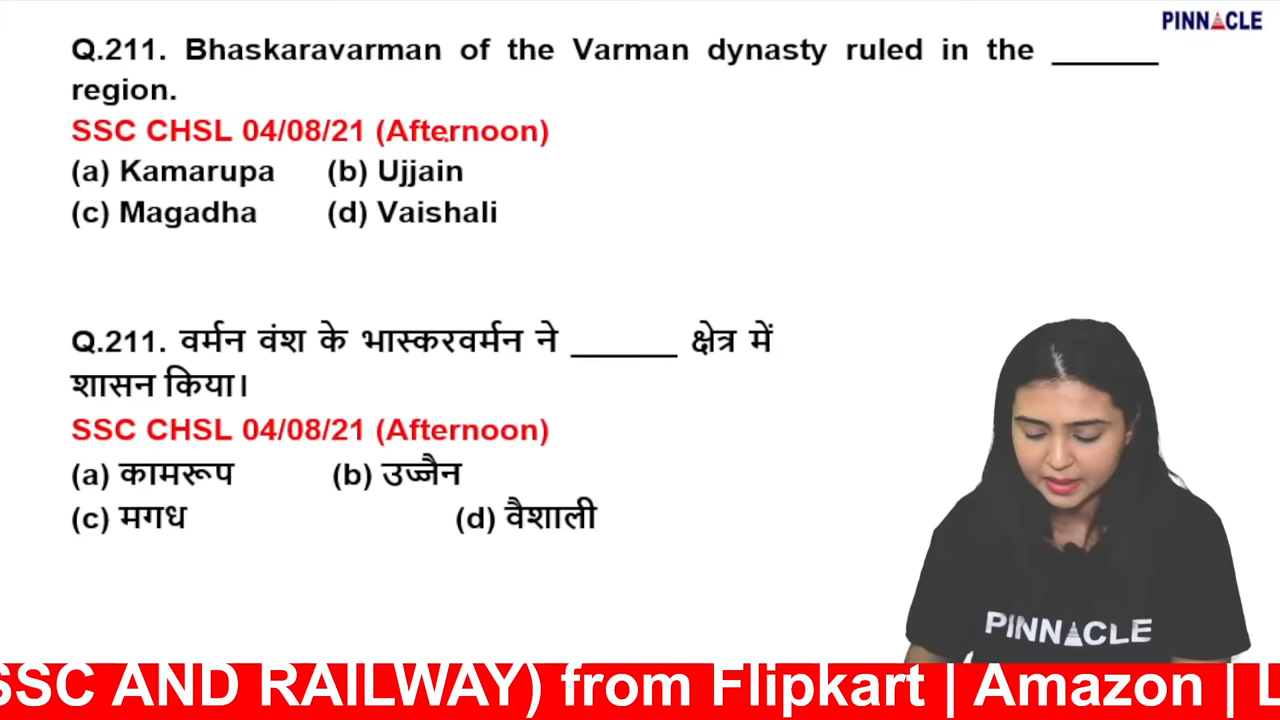 PINNACLE
Q.211. Bhaskaravarman of the Varman dynasty ruled in the ______
region.
SSC CHSL 04/08/21 (Afternoon)
(a) Kamarupa (b) Ujjain
(c) Magadha (d) Vaishali
Q.211. वर्मन वंश के भास्करवर्मन ने ______ क्षेत्र में
शासन किया।
SSC CHSL 04/08/21 (Afternoon)
(a) कामरूप (b) उज्जैन
(c) मगध (d) वैशाली
PINNACLE
SSC AND RAILWAY) from Flipkart | Amazon | L